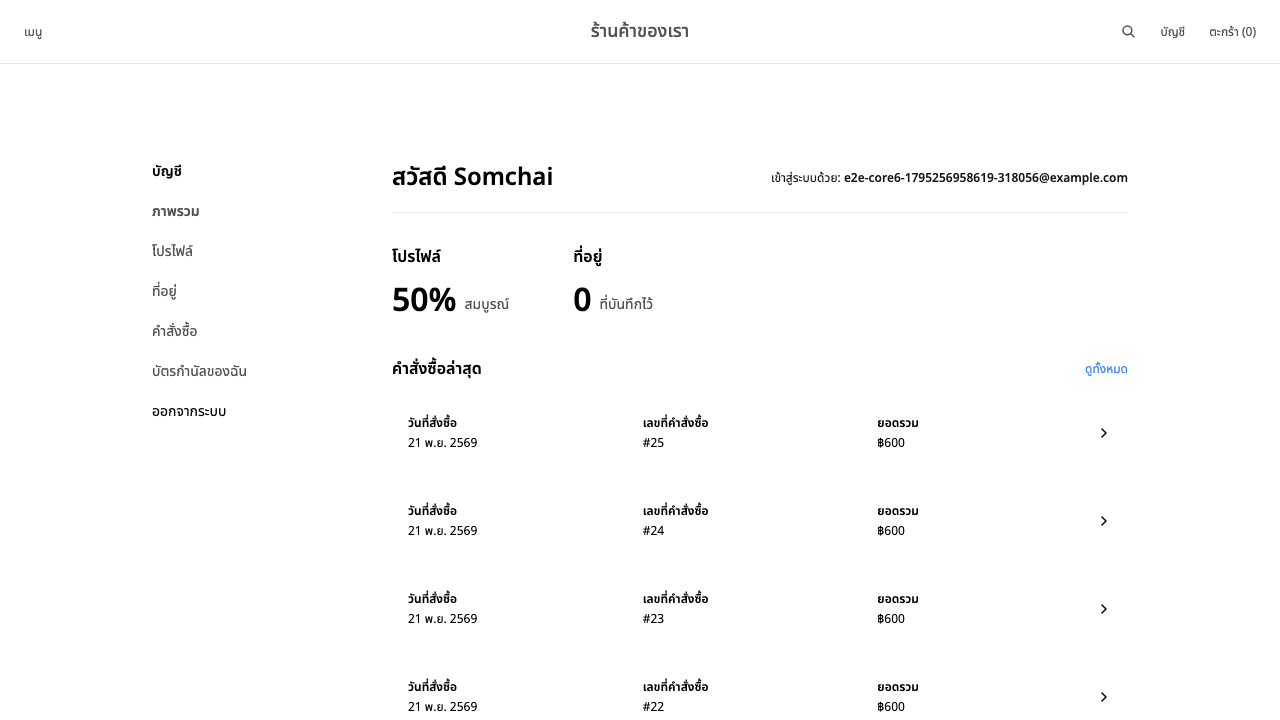 เมนู
ร้านค้าของเรา
บัญชี
ตะกร้า (0)
บัญชี
ภาพรวม
โปรไฟล์
ที่อยู่
คำสั่งซื้อ
บัตรกำนัลของฉัน
ออกจากระบบ
สวัสดี Somchai
เข้าสู่ระบบด้วย: e2e-core6-1795256958619-318056@example.com
โปรไฟล์
50% สมบูรณ์
ที่อยู่
0 ที่บันทึกไว้
คำสั่งซื้อล่าสุด
ดูทั้งหมด
วันที่สั่งซื้อ เลขที่คำสั่งซื้อ ยอดรวม
21 พ.ย. 2569 #25 ฿600
วันที่สั่งซื้อ เลขที่คำสั่งซื้อ ยอดรวม
21 พ.ย. 2569 #24 ฿600
วันที่สั่งซื้อ เลขที่คำสั่งซื้อ ยอดรวม
21 พ.ย. 2569 #23 ฿600
วันที่สั่งซื้อ เลขที่คำสั่งซื้อ ยอดรวม
21 พ.ย. 2569 #22 ฿600